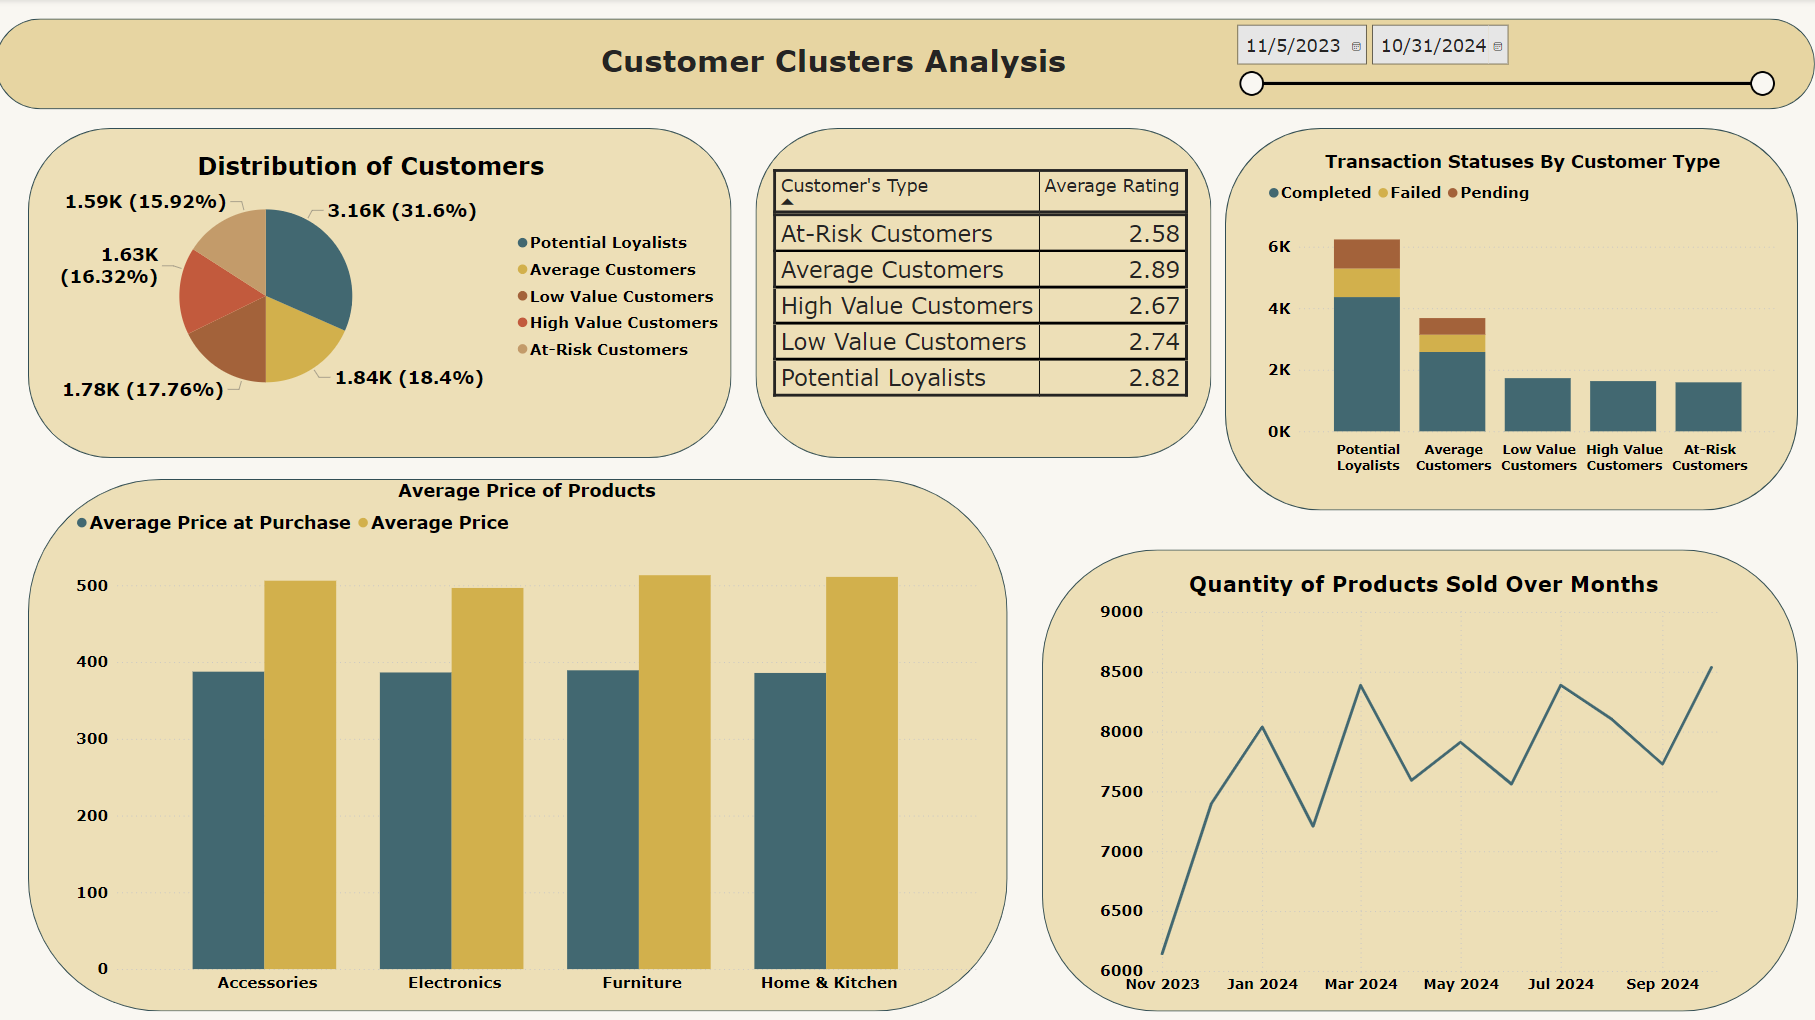 Customer Clusters Analysis
11/5/2023
10/31/2024
Distribution of Customers
1.59K (15.92%)
3.16K (31.6%)
1.63K
(16.32%)
1.78K (17.76%)
1.84K (18.4%)
Potential Loyalists
Average Customers
Low Value Customers
High Value Customers
At-Risk Customers
Customer's Type Average Rating
At-Risk Customers 2.58
Average Customers 2.89
High Value Customers 2.67
Low Value Customers 2.74
Potential Loyalists 2.82
Transaction Statuses By Customer Type
Completed Failed Pending
6K
4K
2K
0K
Potential
Loyalists
Average
Customers
Low Value
Customers
High Value
Customers
At-Risk
Customers
Average Price of Products
Average Price at Purchase Average Price
500
400
300
200
100
0
Accessories Electronics Furniture Home & Kitchen
Quantity of Products Sold Over Months
9000
8500
8000
7500
7000
6500
6000
Nov 2023 Jan 2024 Mar 2024 May 2024 Jul 2024 Sep 2024